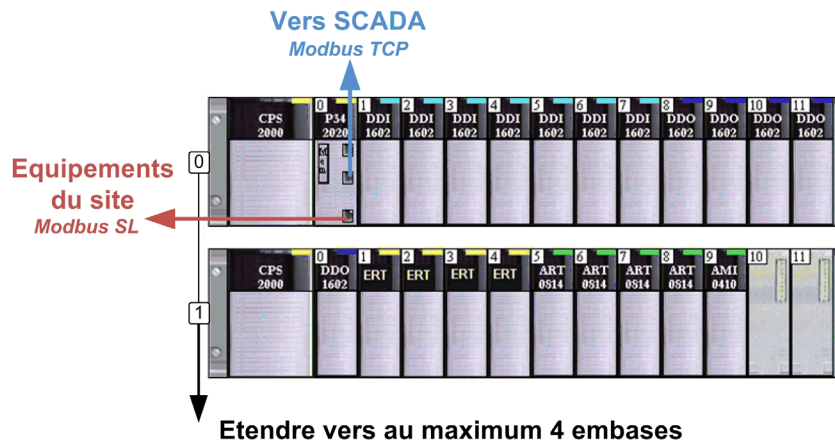 Vers SCADA
Modbus TCP
0 1 2 3 4 5 6 7 8 9 10 11
CPS P34 DDI DDI DDI DDI DDI DDI DDI DDO DDO DDO DDO
2000 2020 1602 1602 1602 1602 1602 1602 1602 1602 1602 1602 1602
0
Equipements
du site
Modbus SL
0 1 2 3 4 5 6 7 8 9 10 11
CPS DDO ERT ERT ERT ERT ART ART ART ART AMI
2000 1602 0814 0814 0814 0814 0410
1
Etendre vers au maximum 4 embases